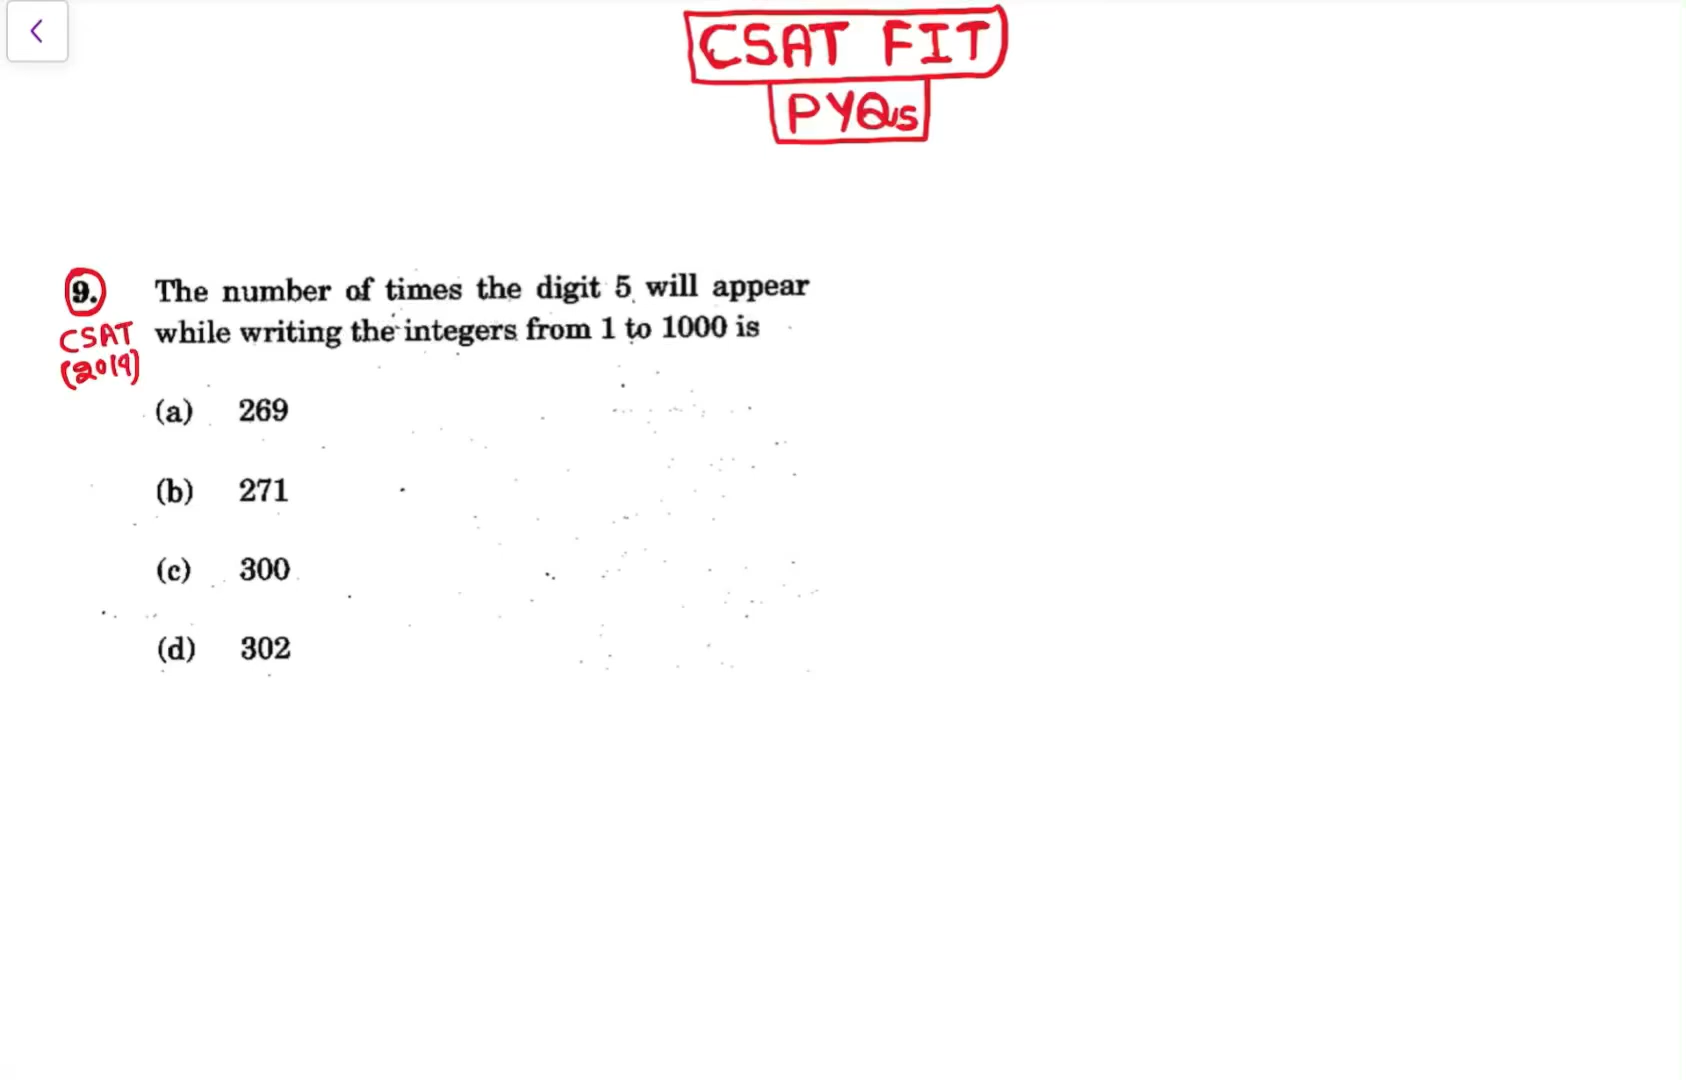 CSAT FIT
PYQs
9. The number of times the digit 5 will appear
CSAT while writing the integers from 1 to 1000 is
(2019)
(a) 269
(b) 271
(c) 300
(d) 302